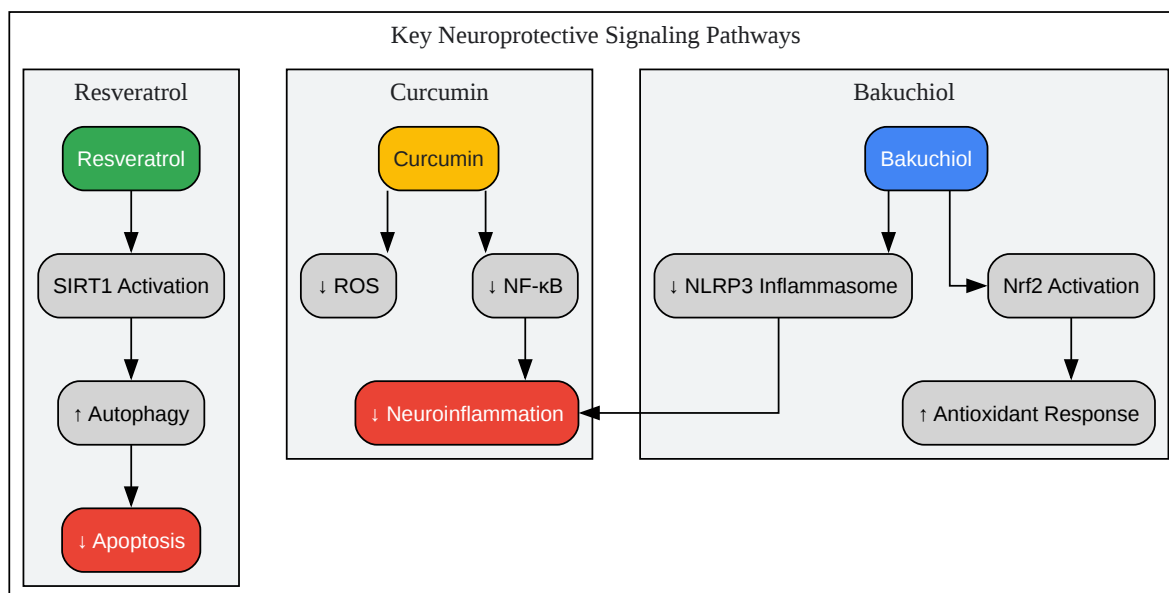 Key Neuroprotective Signaling Pathways
Resveratrol
Resveratrol
SIRT1 Activation
↑ Autophagy
↓ Apoptosis
Curcumin
Curcumin
↓ ROS
↓ NF-κB
↓ Neuroinflammation
Bakuchiol
Bakuchiol
↓ NLRP3 Inflammasome
Nrf2 Activation
↑ Antioxidant Response